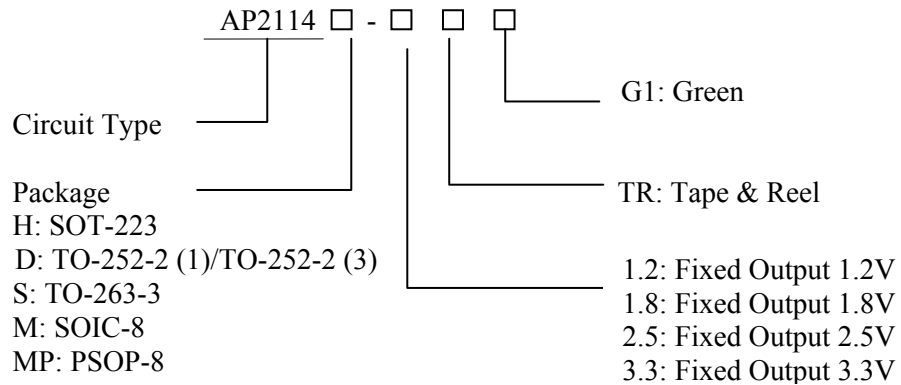 AP2114 □ - □ □ □
G1: Green
Circuit Type
Package
H: SOT-223
D: TO-252-2 (1)/TO-252-2 (3)
S: TO-263-3
M: SOIC-8
MP: PSOP-8
TR: Tape & Reel
1.2: Fixed Output 1.2V
1.8: Fixed Output 1.8V
2.5: Fixed Output 2.5V
3.3: Fixed Output 3.3V